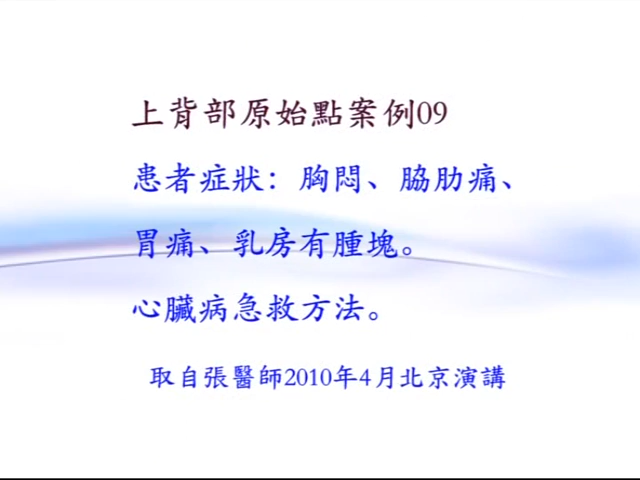 上背部原始點案例09
患者症狀：胸悶、脇肋痛、
胃痛、乳房有腫塊。
心臟病急救方法。
取自張醫師2010年4月北京演講